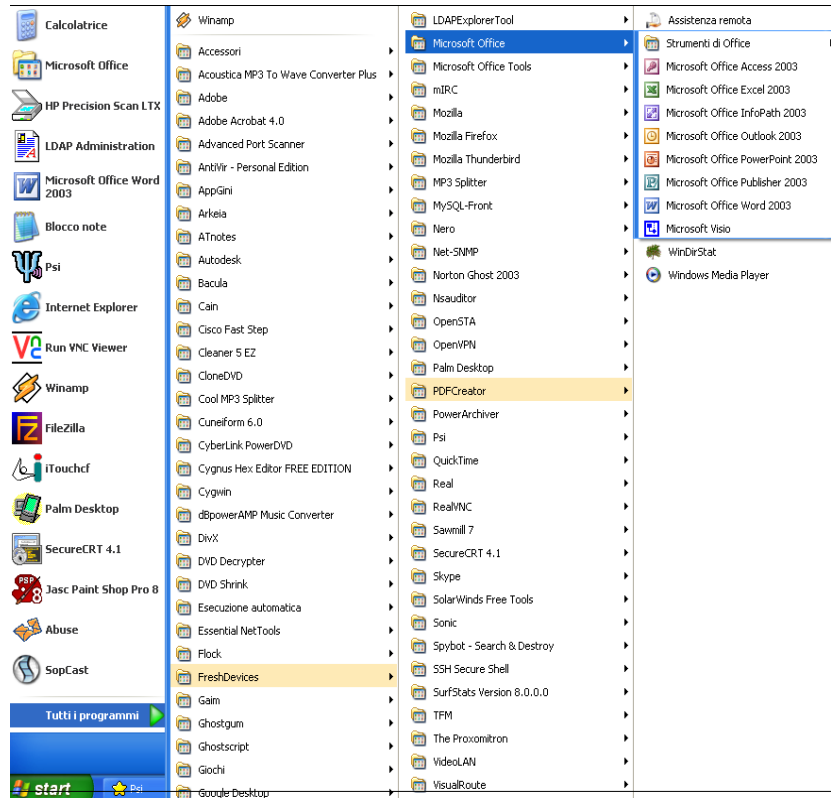 Calcolatrice
Microsoft Office
HP Precision Scan LTX
LDAP Administration
Microsoft Office Word
2003
Blocco note
Psi
Internet Explorer
Run VNC Viewer
Winamp
FileZilla
iTouchcf
Palm Desktop
SecureCRT 4.1
Jasc Paint Shop Pro 8
Abuse
SopCast
Tutti i programmi
start
Psi
Winamp
Accessori
Acoustica MP3 To Wave Converter Plus
Adobe
Adobe Acrobat 4.0
Advanced Port Scanner
AntiVir - Personal Edition
AppGini
Arkeia
ATnotes
Autodesk
Bacula
Cain
Cisco Fast Step
Cleaner 5 EZ
CloneDVD
Cool MP3 Splitter
Cuneiform 6.0
CyberLink PowerDVD
Cygnus Hex Editor FREE EDITION
Cygwin
dBpowerAMP Music Converter
DivX
DVD Decrypter
DVD Shrink
Esecuzione automatica
Essential NetTools
Flock
FreshDevices
Gaim
Ghostgum
Ghostscript
Giochi
Google Desktop
LDAPExplorerTool
Microsoft Office
Microsoft Office Tools
mIRC
Mozilla
Mozilla Firefox
Mozilla Thunderbird
MP3 Splitter
MySQL-Front
Nero
Net-SNMP
Norton Ghost 2003
Nsauditor
OpenSTA
OpenVPN
Palm Desktop
PDFCreator
PowerArchiver
Psi
QuickTime
Real
RealVNC
Sawmill 7
SecureCRT 4.1
Skype
SolarWinds Free Tools
Sonic
Spybot - Search & Destroy
SSH Secure Shell
SurfStats Version 8.0.0.0
TFM
The Proxomitron
VideoLAN
VisualRoute
Assistenza remota
Strumenti di Office
Microsoft Office Access 2003
Microsoft Office Excel 2003
Microsoft Office InfoPath 2003
Microsoft Office Outlook 2003
Microsoft Office PowerPoint 2003
Microsoft Office Publisher 2003
Microsoft Office Word 2003
Microsoft Visio
WinDirStat
Windows Media Player